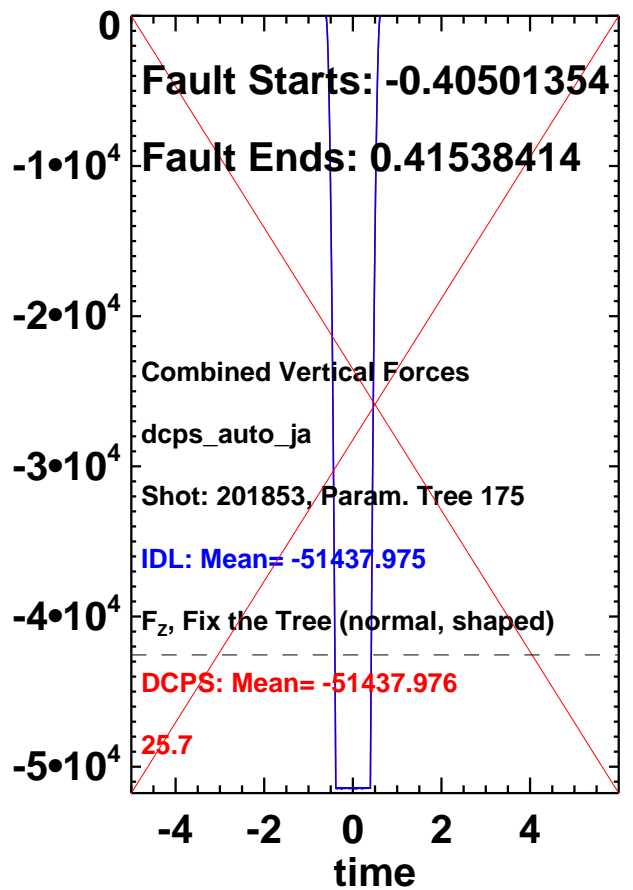 0
Fault Starts: -0.40501354
Fault Ends: 0.41538414
-1•10⁴
-2•10⁴
Combined Vertical Forces
dcps_auto_ja
-3•10⁴
Shot: 201853, Param. Tree 175
IDL: Mean= -51437.975
-4•10⁴
F_Z, Fix the Tree (normal, shaped)
DCPS: Mean= -51437.976
25.7
-5•10⁴
-4 -2 0 2 4
time